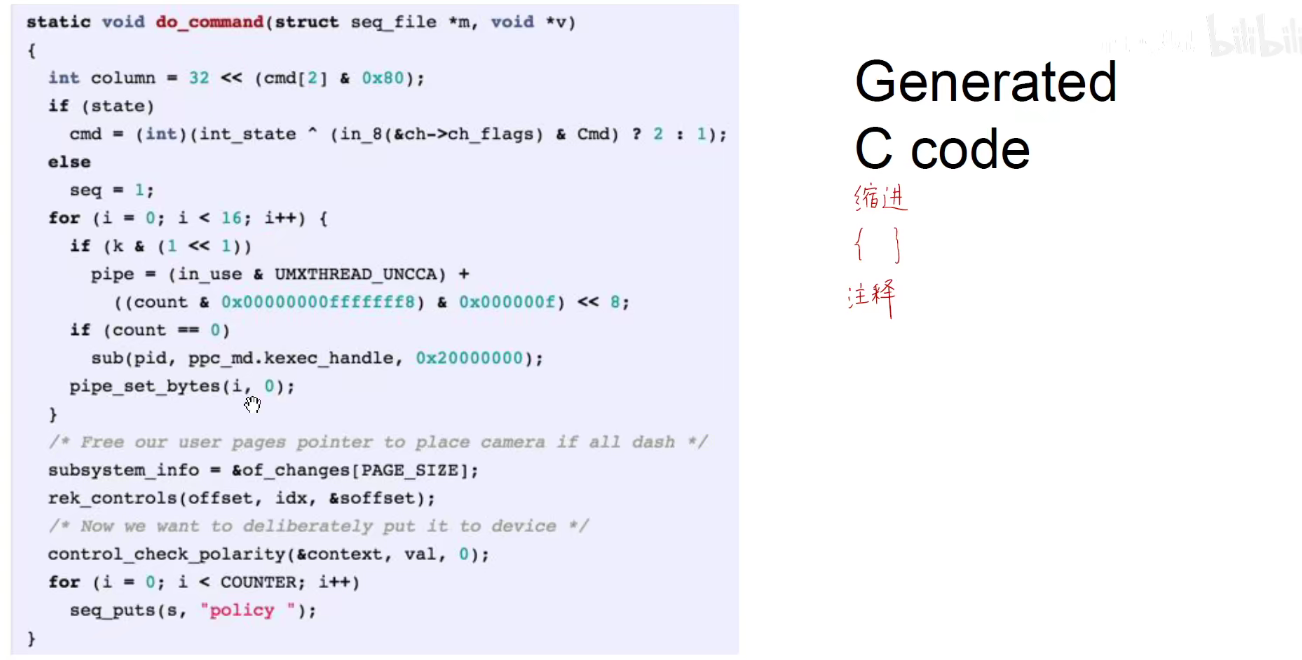 static void do_command(struct seq_file *m, void *v)
{
  int column = 32 << (cmd[2] & 0x80);
  if (state)
    cmd = (int)(int_state ^ (in_8(&ch->ch_flags) & Cmd) ? 2 : 1);
  else
    seq = 1;
  for (i = 0; i < 16; i++) {
    if (k & (1 << 1))
      pipe = (in_use & UMXTHREAD_UNCCA) +
        ((count & 0x00000000fffffff8) & 0x000000f) << 8;
    if (count == 0)
      sub(pid, ppc_md.kexec_handle, 0x20000000);
    pipe_set_bytes(i, 0);
  }
  /* Free our user pages pointer to place camera if all dash */
  subsystem_info = &of_changes[PAGE_SIZE];
  rek_controls(offset, idx, &soffset);
  /* Now we want to deliberately put it to device */
  control_check_polarity(&context, val, 0);
  for (i = 0; i < COUNTER; i++)
    seq_puts(s, "policy ");
}
bilibili
Generated
C code
缩进
{ }
注释